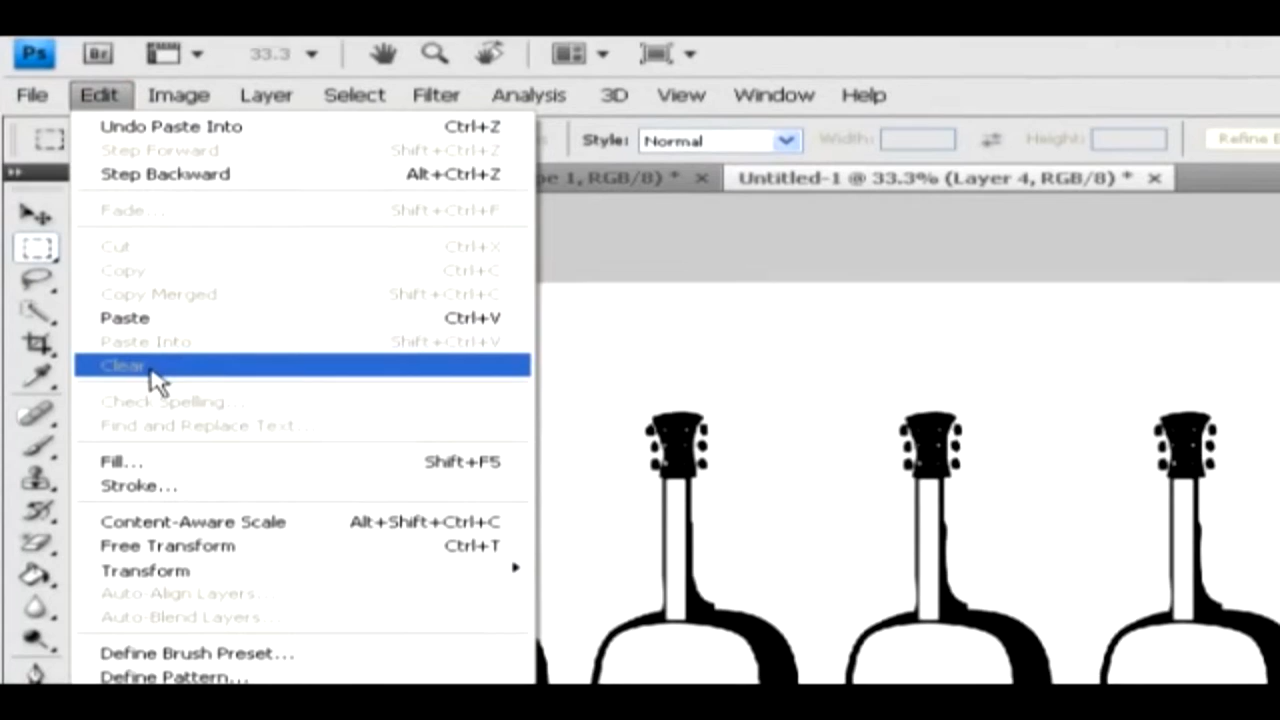 Ps Br 33.3
File Edit Image Layer Select Filter Analysis 3D View Window Help
Style: Normal Width: Height: Refine E
pe 1, RGB/8) * × Untitled-1 @ 33.3% (Layer 4, RGB/8) * ×
Undo Paste Into Ctrl+Z
Step Forward Shift+Ctrl+Z
Step Backward Alt+Ctrl+Z
Fade... Shift+Ctrl+F
Cut Ctrl+X
Copy Ctrl+C
Copy Merged Shift+Ctrl+C
Paste Ctrl+V
Paste Into Shift+Ctrl+V
Clear
Check Spelling...
Find and Replace Text...
Fill... Shift+F5
Stroke...
Content-Aware Scale Alt+Shift+Ctrl+C
Free Transform Ctrl+T
Transform
Auto-Align Layers...
Auto-Blend Layers...
Define Brush Preset...
Define Pattern...